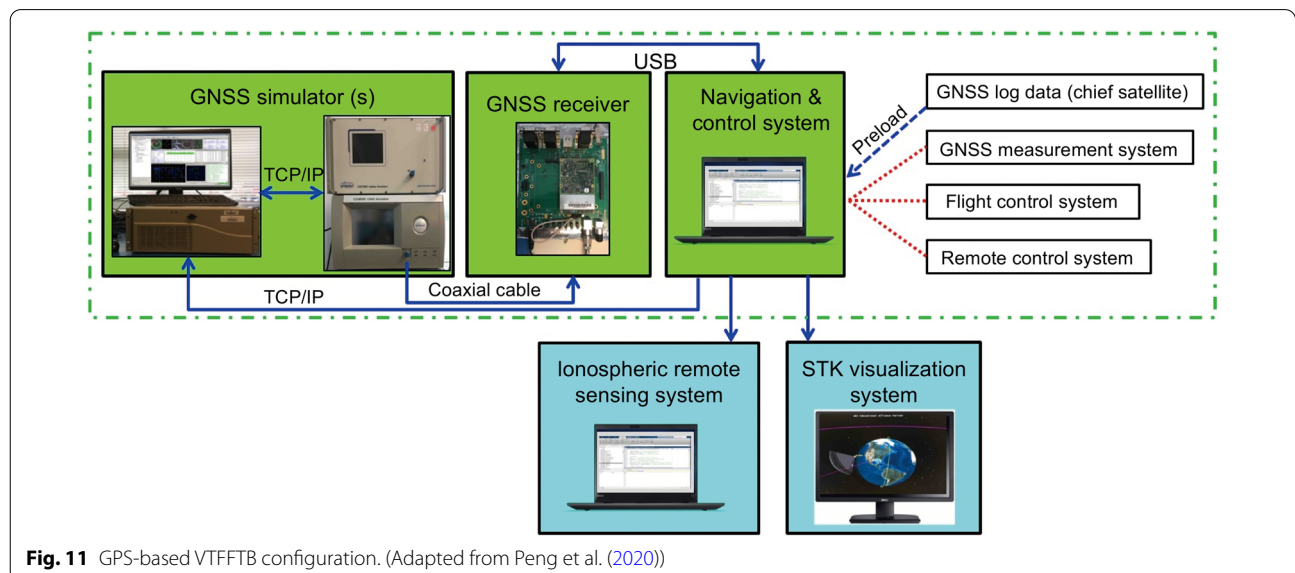 USB
GNSS simulator (s)
TCP/IP
TCP/IP
GNSS receiver
Coaxial cable
Navigation &
control system
Preload
GNSS log data (chief satellite)
GNSS measurement system
Flight control system
Remote control system
Ionospheric remote
sensing system
STK visualization
system
Fig. 11 GPS-based VTFFTB configuration. (Adapted from Peng et al. (2020))